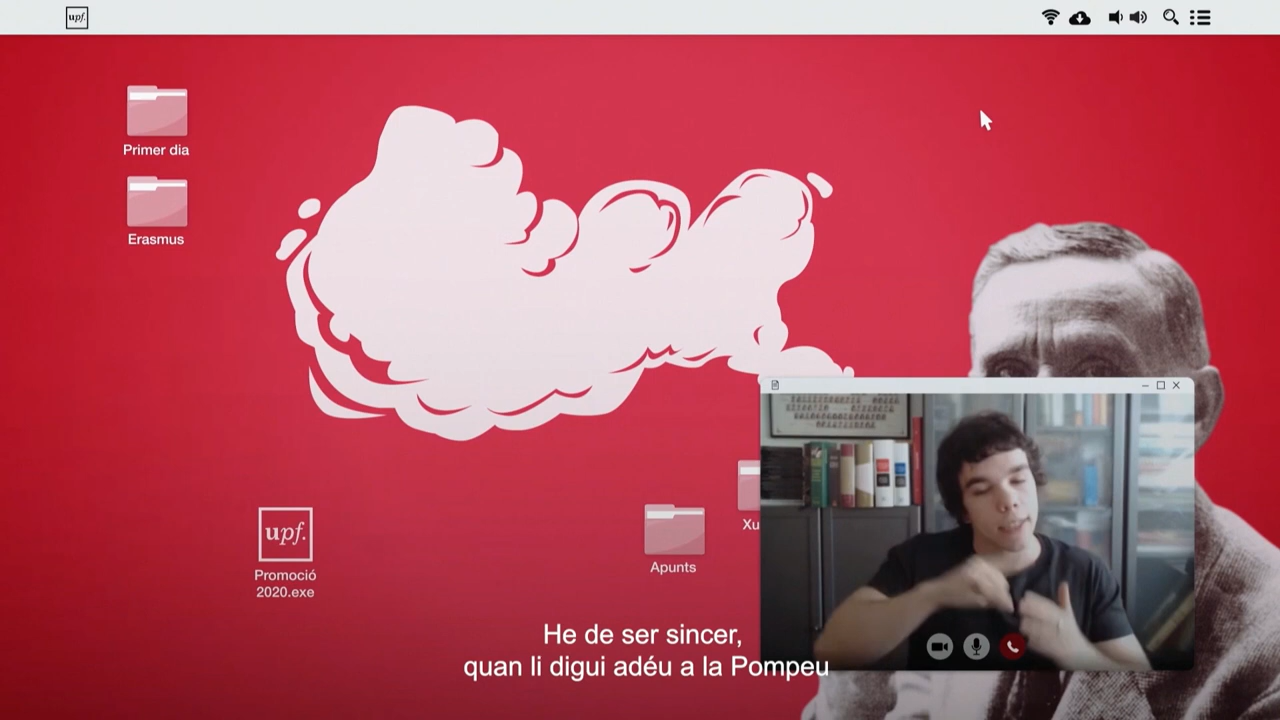 upf.
Primer dia
Erasmus
upf.
Promoció
2020.exe
Xu
Apunts
He de ser sincer,
quan li digui adéu a la Pompeu